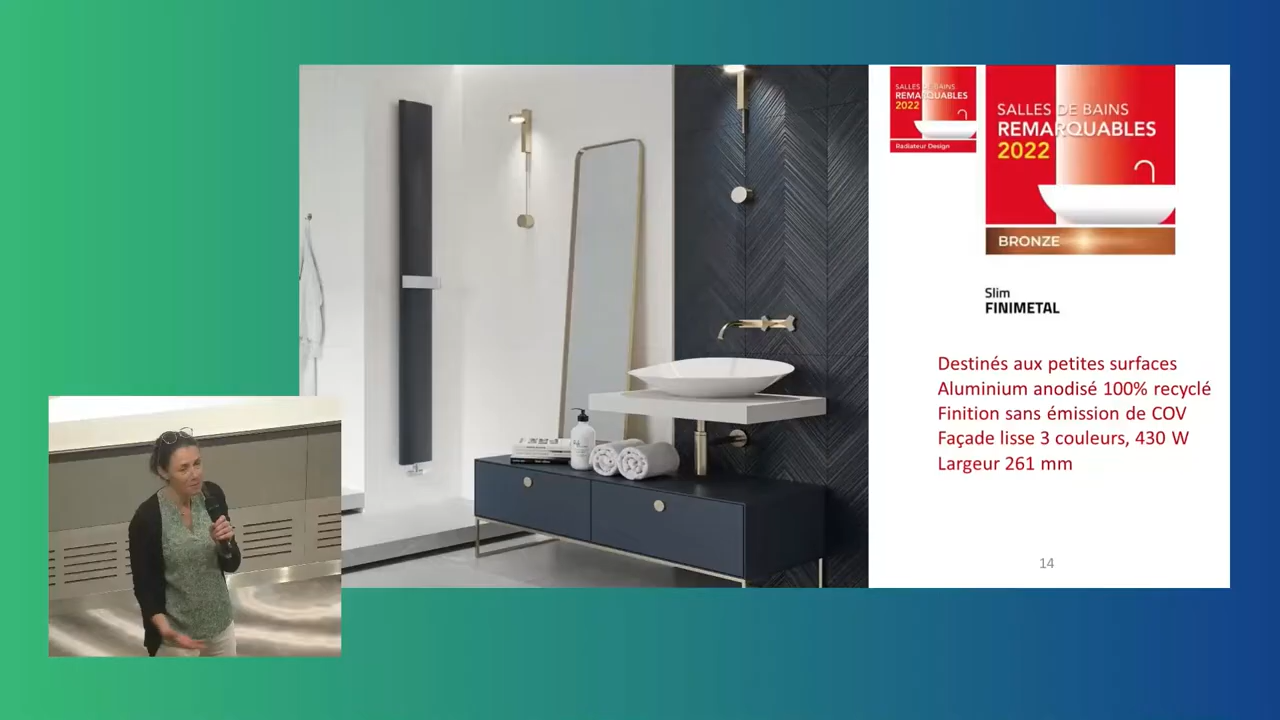 SALLES DE BAINS
REMARQUABLES
2022
Radiateur Design
SALLES DE BAINS
REMARQUABLES
2022
BRONZE
Slim
FINIMETAL
Destinés aux petites surfaces
Aluminium anodisé 100% recyclé
Finition sans émission de COV
Façade lisse 3 couleurs, 430 W
Largeur 261 mm
14